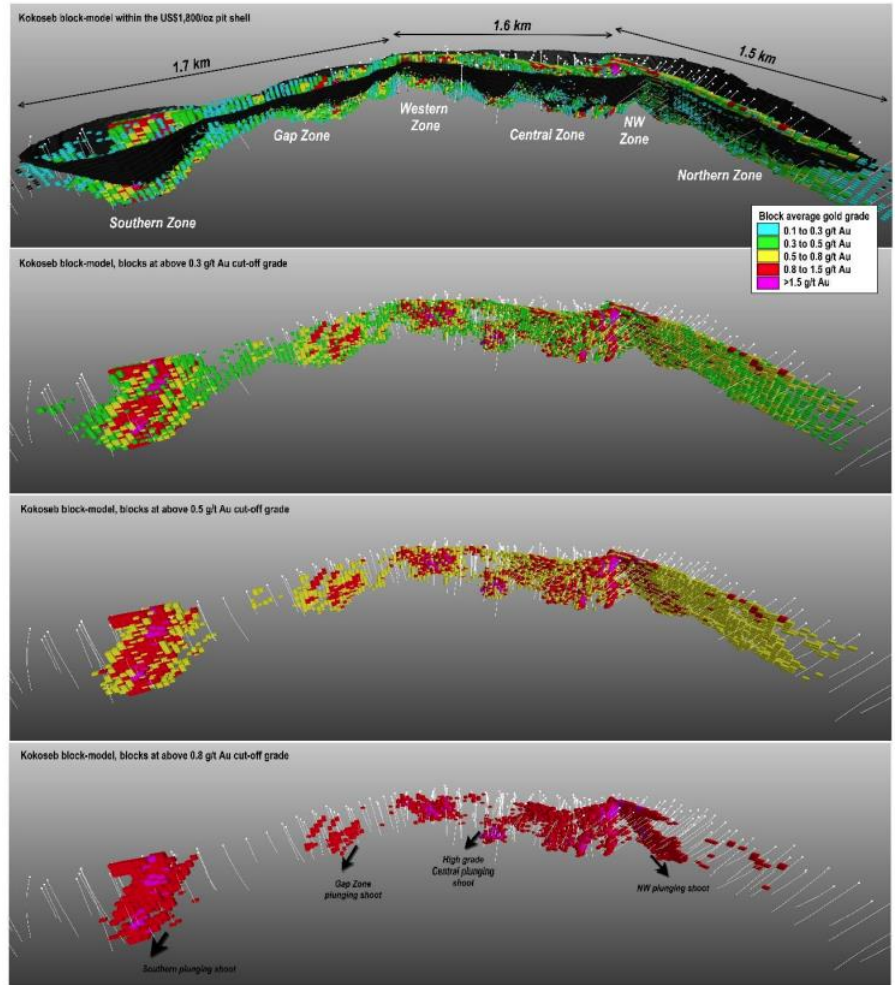 Kokoseb block-model within the US$1,800/oz pit shell
1.7 km
1.6 km
1.5 km
Western
Zone
Gap Zone
Central Zone
NW
Zone
Northern Zone
Southern Zone
Block average gold grade
0.1 to 0.3 g/t Au
0.3 to 0.5 g/t Au
0.5 to 0.8 g/t Au
0.8 to 1.5 g/t Au
>1.5 g/t Au
Kokoseb block-model, blocks at above 0.3 g/t Au cut-off grade
Kokoseb block-model, blocks at above 0.5 g/t Au cut-off grade
Kokoseb block-model, blocks at above 0.8 g/t Au cut-off grade
Gap Zone
plunging shoot
High grade
Central plunging
shoot
NW plunging shoot
Southern plunging shoot